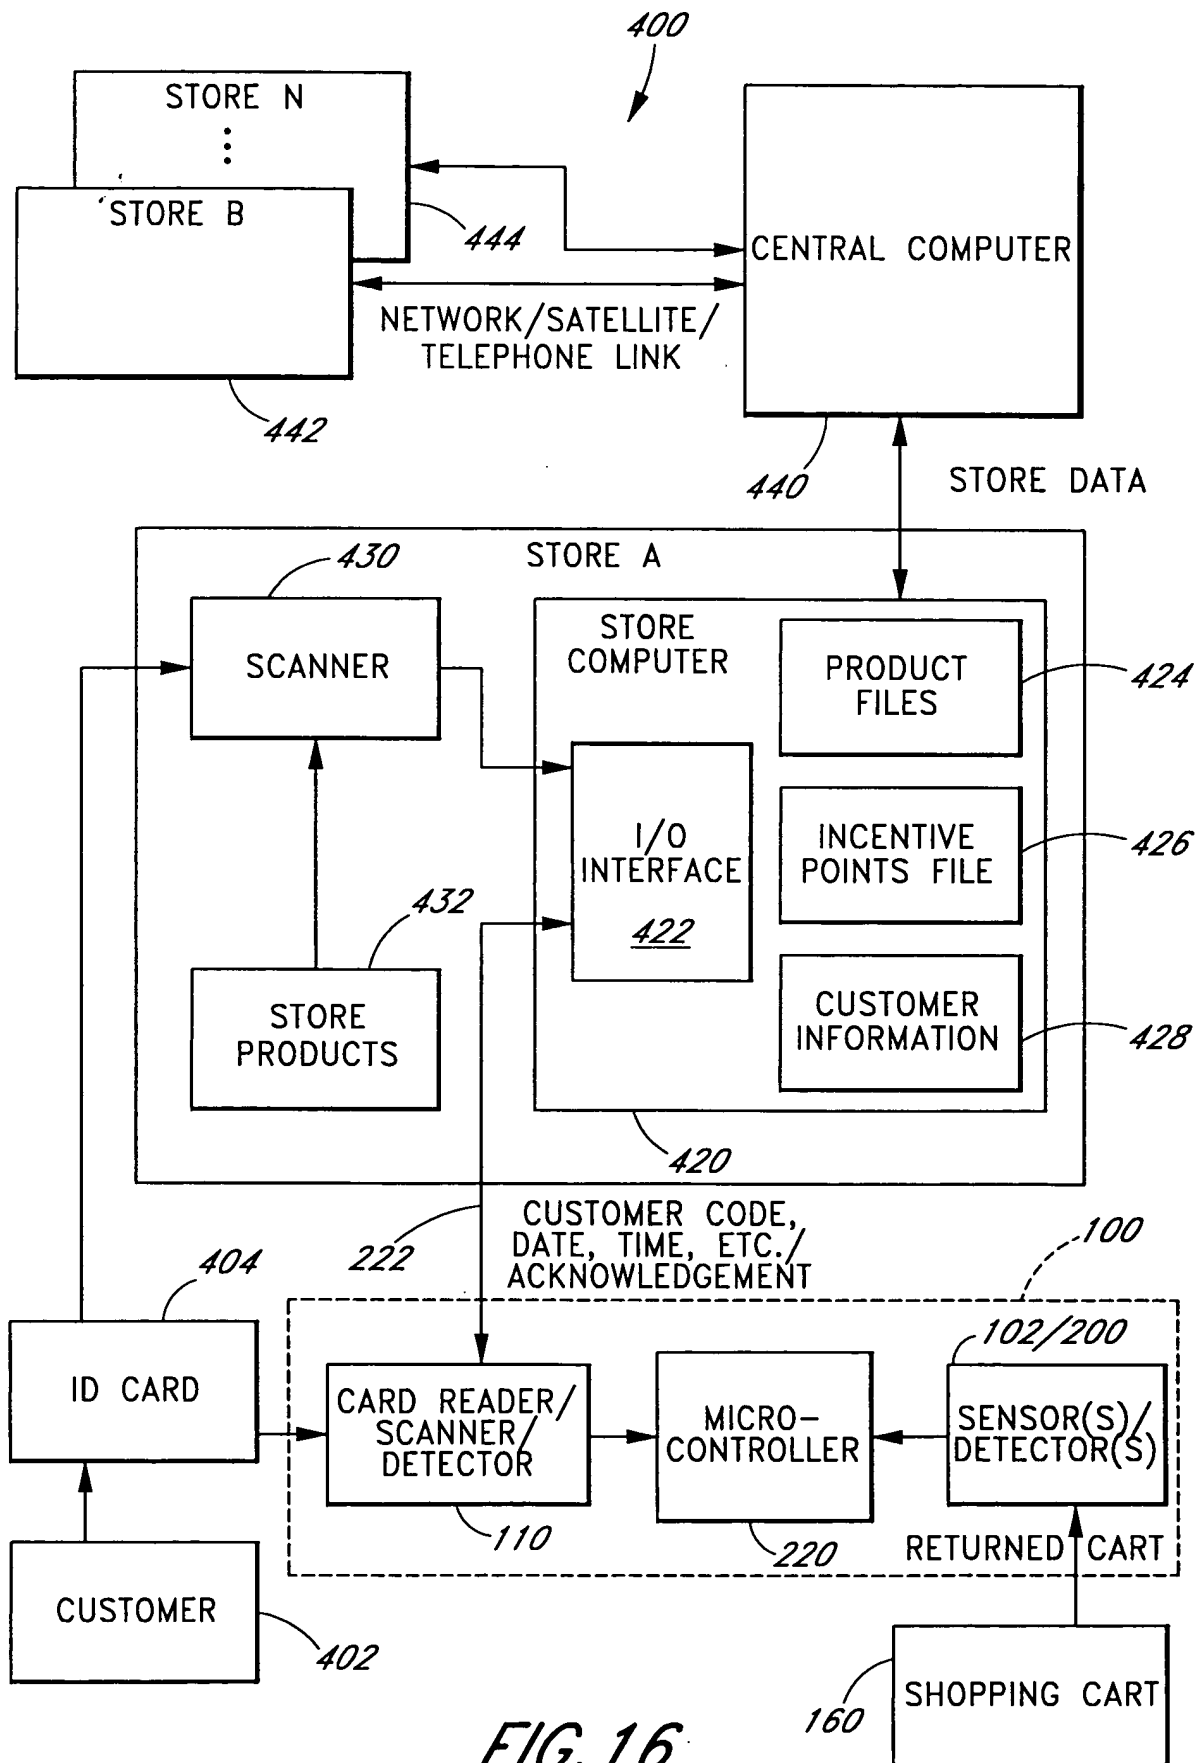 400
STORE N
STORE B
444
CENTRAL COMPUTER
NETWORK/SATELLITE/
TELEPHONE LINK
442
440
STORE DATA
STORE A
430
SCANNER
STORE
COMPUTER
PRODUCT
FILES
424
I/O
INTERFACE
422
INCENTIVE
POINTS FILE
426
432
STORE
PRODUCTS
CUSTOMER
INFORMATION
428
420
222
CUSTOMER CODE,
DATE, TIME, ETC./
ACKNOWLEDGEMENT
100
404
ID CARD
102/200
CARD READER/
SCANNER/
DETECTOR
110
MICRO-
CONTROLLER
220
SENSOR(S)/
DETECTOR(S)
RETURNED CART
CUSTOMER
402
160
SHOPPING CART
FIG. 16